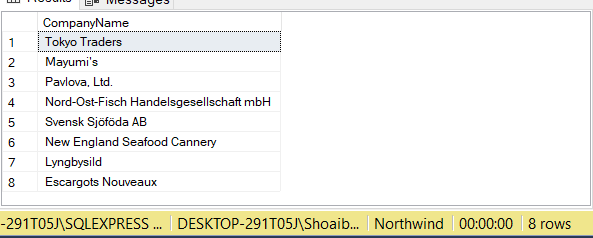 Results Messages
CompanyName
1 Tokyo Traders
2 Mayumi's
3 Pavlova, Ltd.
4 Nord-Ost-Fisch Handelsgesellschaft mbH
5 Svensk Sjöföda AB
6 New England Seafood Cannery
7 Lyngbysild
8 Escargots Nouveaux
-291T05J\SQLEXPRESS ... DESKTOP-291T05J\Shoaib... Northwind 00:00:00 8 rows